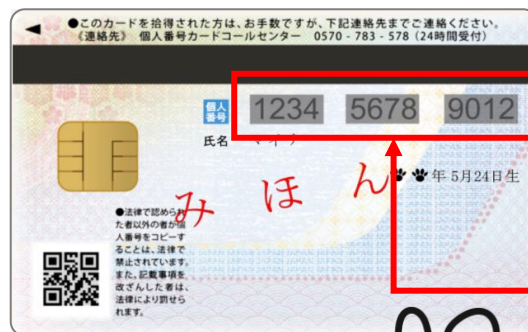 ●このカードを拾得された方は、お手数ですが、下記連絡先までご連絡ください。
《連絡先》 個人番号カードコールセンター 0570-783-578（24時間受付）
個人番号 1234 5678 9012
氏名
年 5月24日生
みほん
●法律で認められ
た者以外の者が個
人番号をコピーす
ることは、法律で
禁止されています。
また、記載事項を
改ざんした者は、
法律により罰せら
れます。